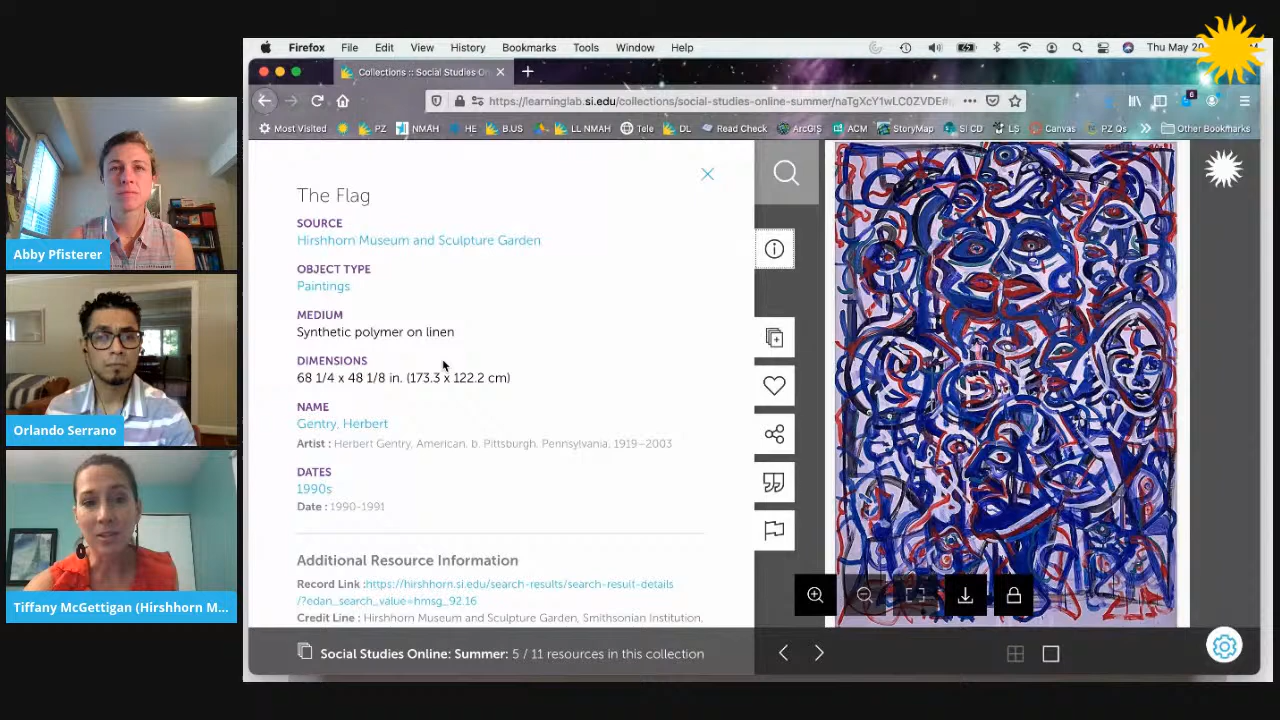 Firefox File Edit View History Bookmarks Tools Window Help Thu May 20
Collections :: Social Studies On
https://learninglab.si.edu/collections/social-studies-online-summer/naTgXcY1wLC0ZVDE#
6
Most Visited PZ NMAH HE B.US LL NMAH Tele DL Read Check ArcGIS ACM StoryMap SI CD LS Canvas PZ Qs Other Bookmarks
The Flag
SOURCE
Hirshhorn Museum and Sculpture Garden
OBJECT TYPE
Paintings
MEDIUM
Synthetic polymer on linen
DIMENSIONS
68 1/4 x 48 1/8 in. (173.3 x 122.2 cm)
NAME
Gentry, Herbert
Artist : Herbert Gentry, American, b. Pittsburgh, Pennsylvania, 1919–2003
DATES
1990s
Date : 1990-1991
Additional Resource Information
Record Link :https://hirshhorn.si.edu/search-results/search-result-details
/?edan_search_value=hmsg_92.16
Credit Line : Hirshhorn Museum and Sculpture Garden, Smithsonian Institution,
Social Studies Online: Summer: 5 / 11 resources in this collection
Abby Pfisterer
Orlando Serrano
Tiffany McGettigan (Hirshhorn M...